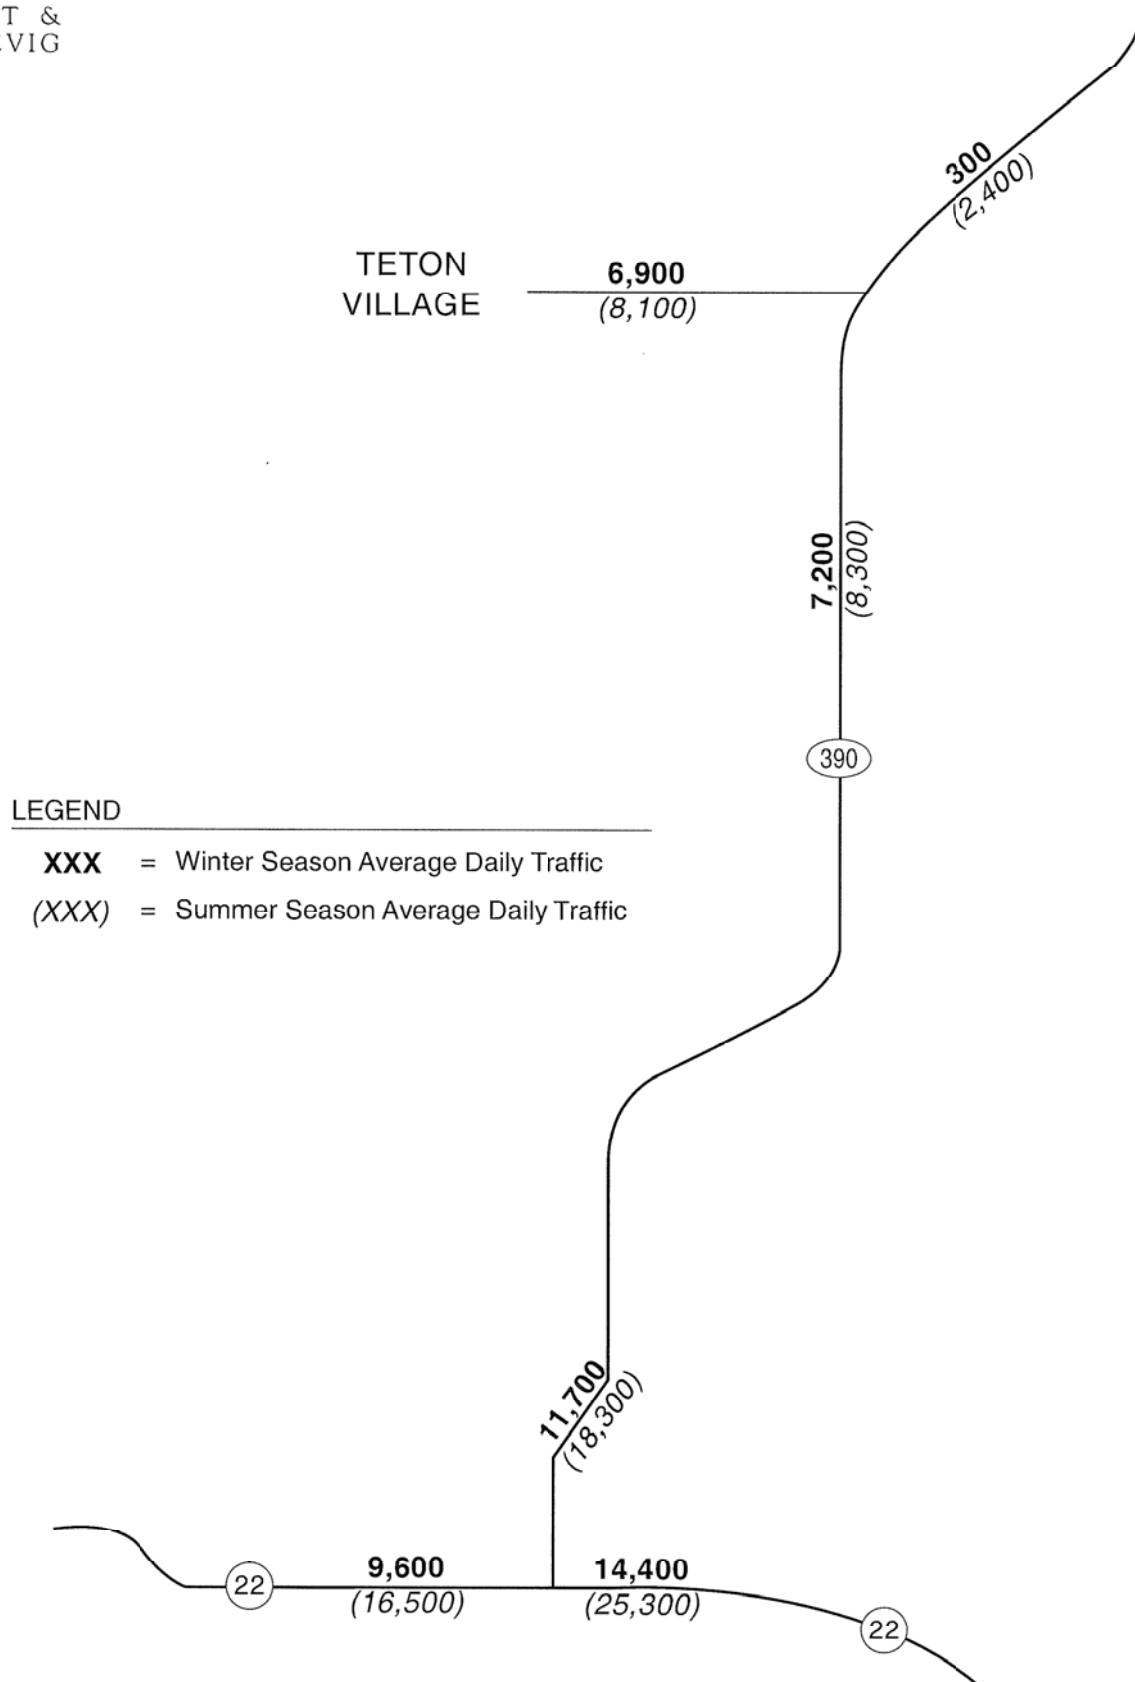 T &
VIG
300
(2,400)
TETON
VILLAGE
6,900
(8,100)
7,200
(8,300)
390
LEGEND
XXX = Winter Season Average Daily Traffic
(XXX) = Summer Season Average Daily Traffic
11,700
(18,300)
22
9,600
(16,500)
14,400
(25,300)
22